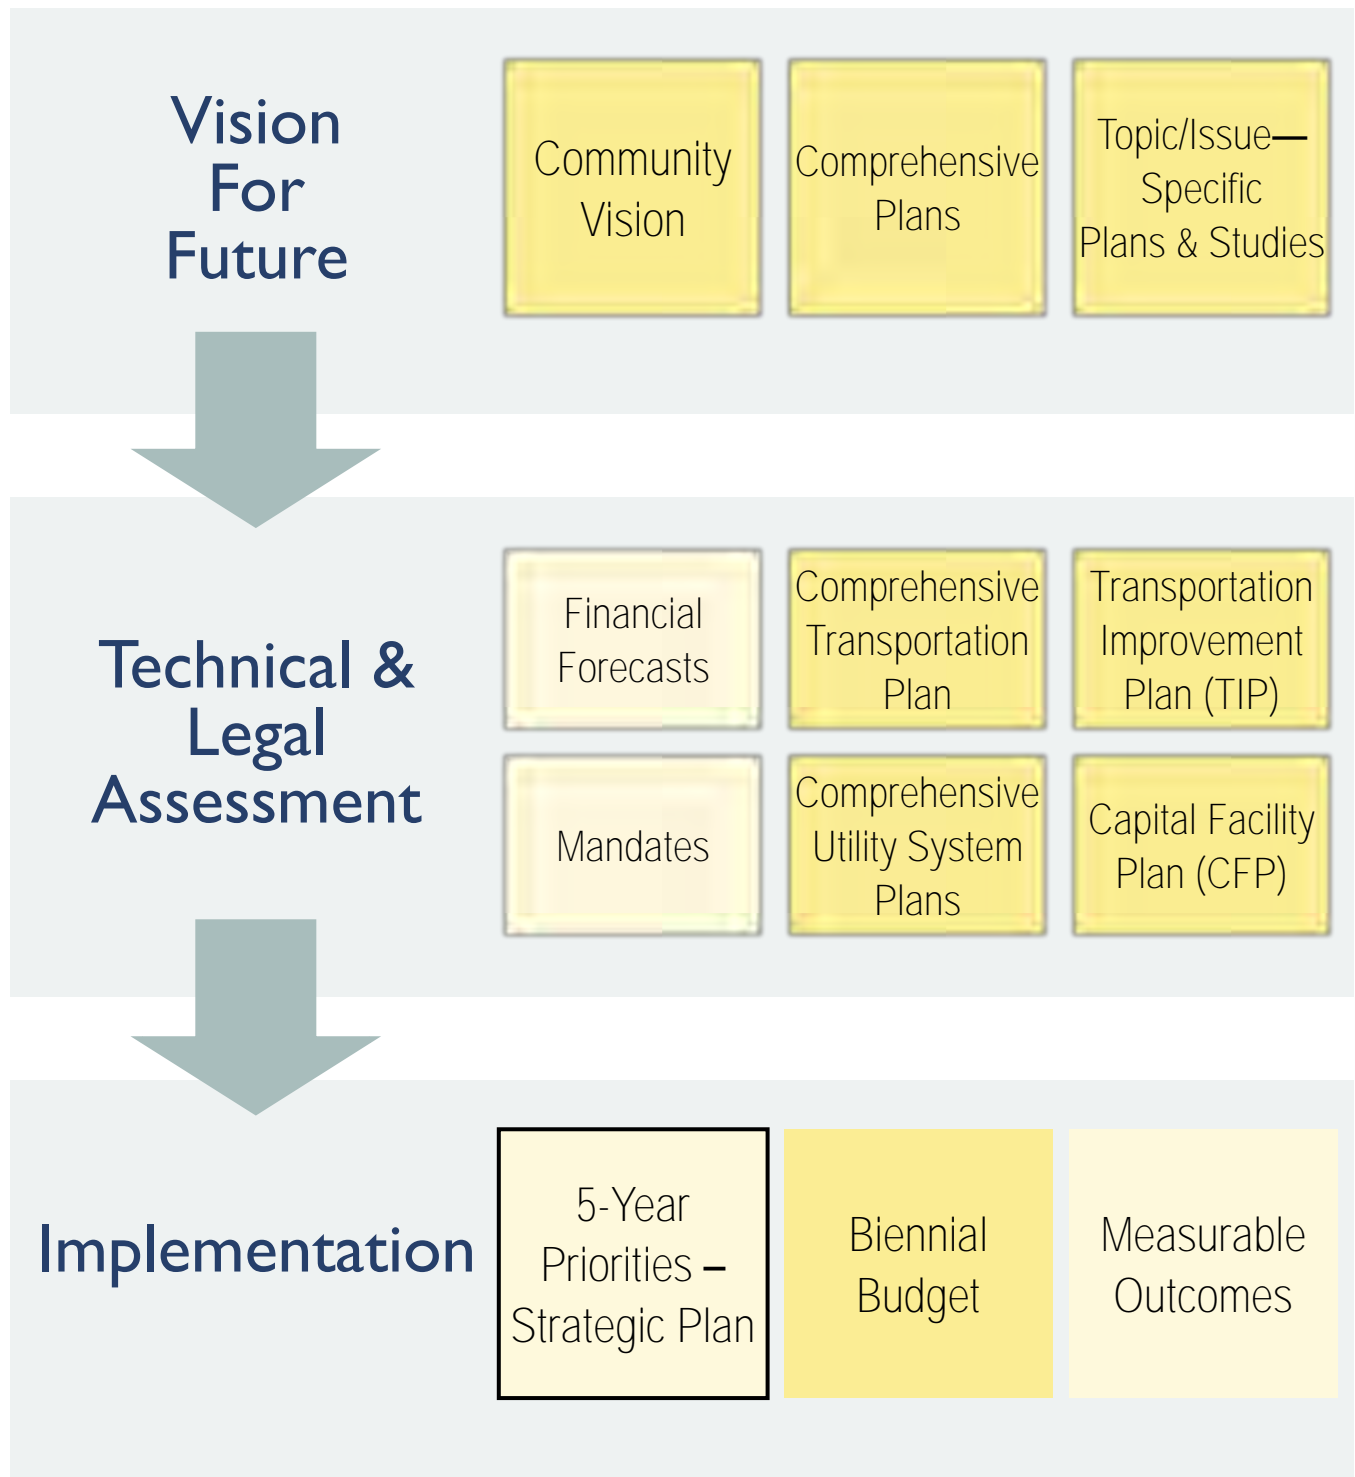 Vision
For
Future
Community
Vision
Comprehensive
Plans
Topic/Issue—
Specific
Plans & Studies
Technical &
Legal
Assessment
Financial
Forecasts
Comprehensive
Transportation
Plan
Transportation
Improvement
Plan (TIP)
Mandates
Comprehensive
Utility System
Plans
Capital Facility
Plan (CFP)
Implementation
5-Year
Priorities –
Strategic Plan
Biennial
Budget
Measurable
Outcomes